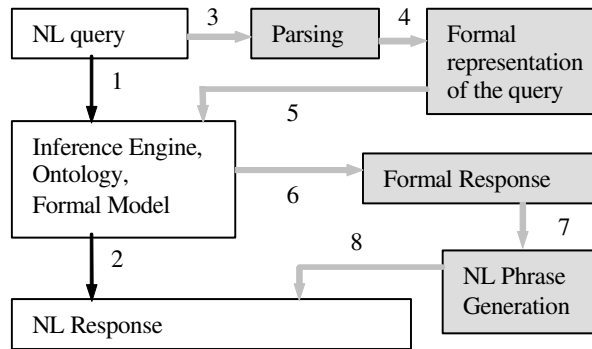 NL query
3
Parsing
4
Formal
representation
of the query
1
5
Inference Engine,
Ontology,
Formal Model
6
Formal Response
2
7
8
NL Phrase
Generation
NL Response